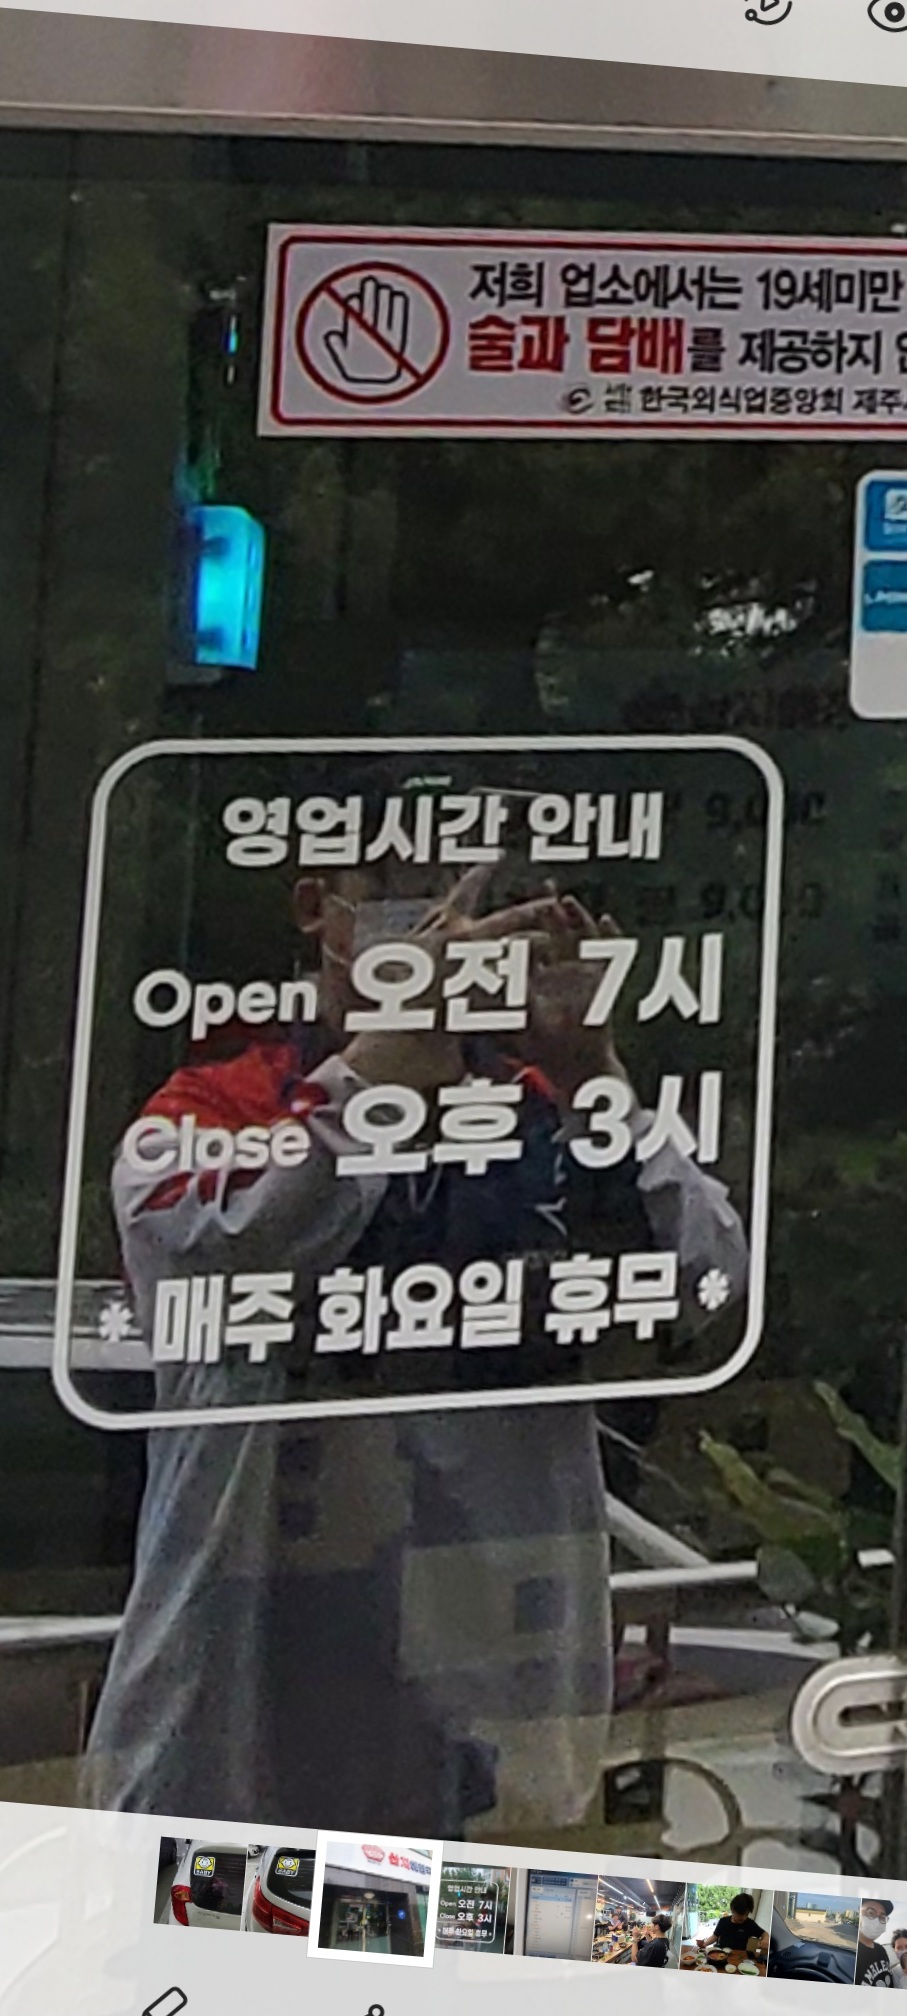 저희 업소에서는 19세미만
술과 담배를 제공하지
한국외식업중앙회 제주
영업시간 안내
Open 오전 7시
Close 오후 3시
* 매주 화요일 휴무 *